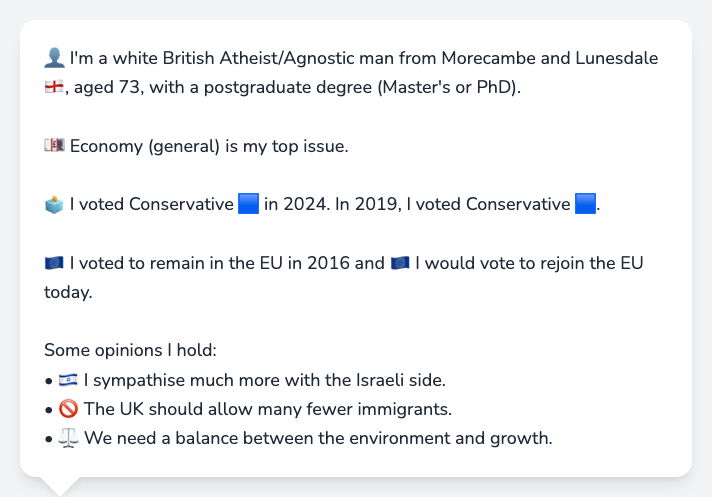 👤 I'm a white British Atheist/Agnostic man from Morecambe and Lunesdale
🏴󠁧󠁢󠁥󠁮󠁧󠁿, aged 73, with a postgraduate degree (Master's or PhD).
💷 Economy (general) is my top issue.
🗳️ I voted Conservative 🟦 in 2024. In 2019, I voted Conservative 🟦.
🇪🇺 I voted to remain in the EU in 2016 and 🇪🇺 I would vote to rejoin the EU
today.
Some opinions I hold:
• 🇮🇱 I sympathise much more with the Israeli side.
• 🚫 The UK should allow many fewer immigrants.
• ⚖️ We need a balance between the environment and growth.